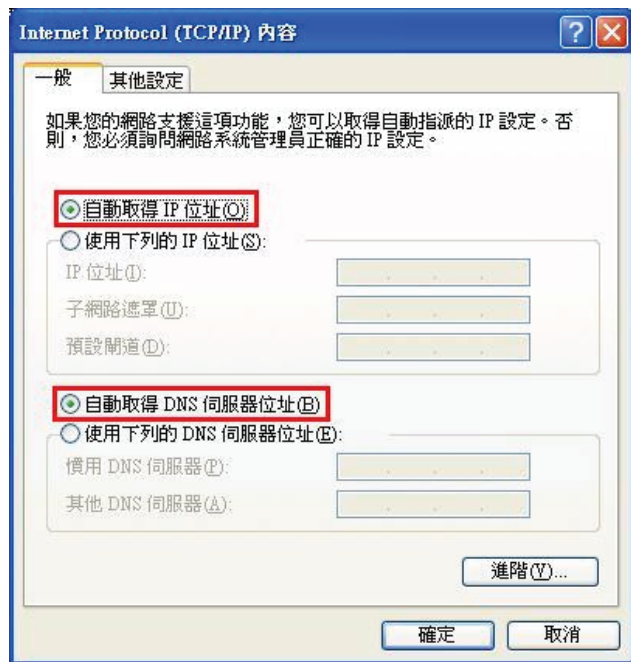 Internet Protocol (TCP/IP) 內容
一般
其他設定
如果您的網路支援這項功能，您可以取得自動指派的 IP 設定。否
則，您必須詢問網路系統管理員正確的 IP 設定。
自動取得 IP 位址(O)
使用下列的 IP 位址(S):
IP 位址(I):
子網路遮罩(U):
預設閘道(D):
自動取得 DNS 伺服器位址(B)
使用下列的 DNS 伺服器位址(E):
慣用 DNS 伺服器(P):
其他 DNS 伺服器(A):
進階(V)...
確定
取消